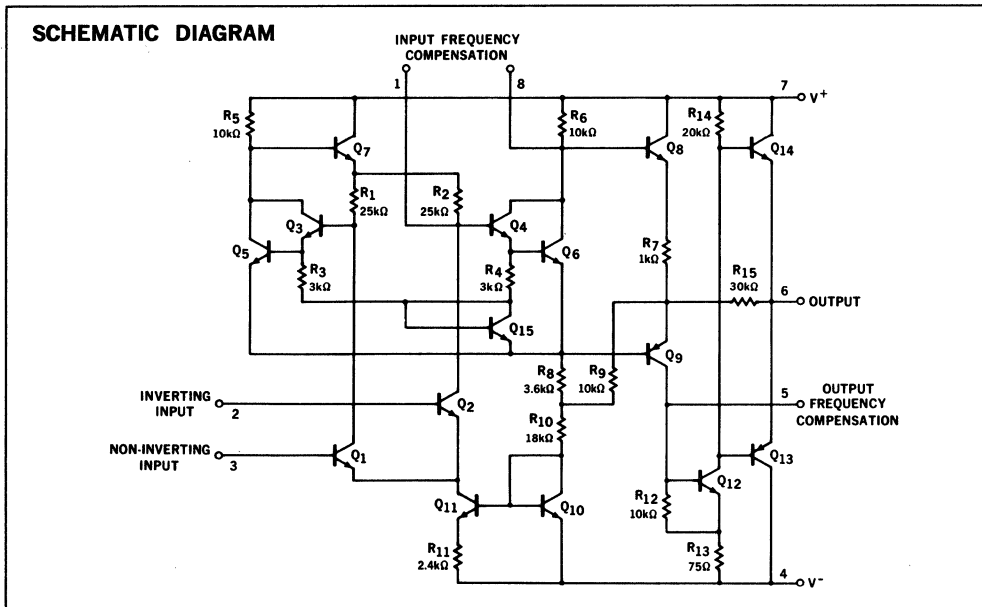 SCHEMATIC DIAGRAM
INPUT FREQUENCY
COMPENSATION
1
8
7
V+
R5
10kΩ
Q7
R6
10kΩ
Q8
R14
20kΩ
Q14
R1
25kΩ
R2
25kΩ
Q3
Q4
Q5
Q6
R7
1kΩ
R3
3kΩ
R4
3kΩ
R15
30kΩ
6
OUTPUT
Q15
Q9
R8
3.6kΩ
R9
10kΩ
5
OUTPUT
FREQUENCY
COMPENSATION
INVERTING
INPUT
2
Q2
R10
18kΩ
NON-INVERTING
INPUT
3
Q1
Q13
Q12
R12
10kΩ
Q11
Q10
R11
2.4kΩ
R13
75Ω
4
V-